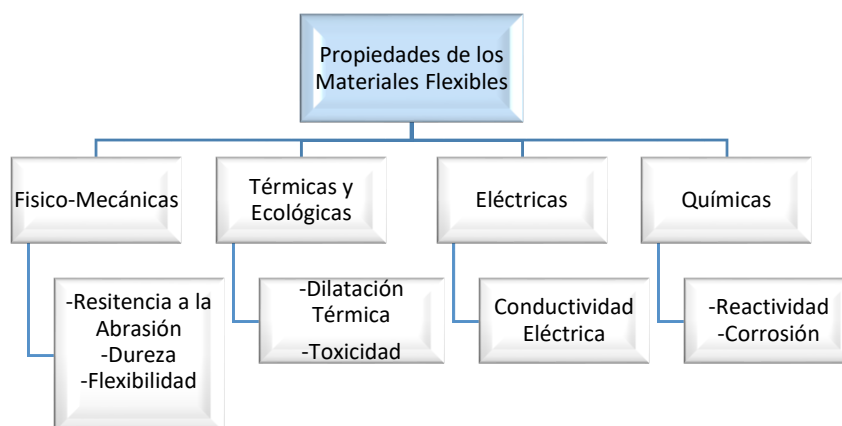 Propiedades de los
Materiales Flexibles
Fisico-Mecánicas
Térmicas y
Ecológicas
Eléctricas
Químicas
-Resitencia a la
Abrasión
-Dureza
-Flexibilidad
-Dilatación
Térmica
-Toxicidad
Conductividad
Eléctrica
-Reactividad
-Corrosión